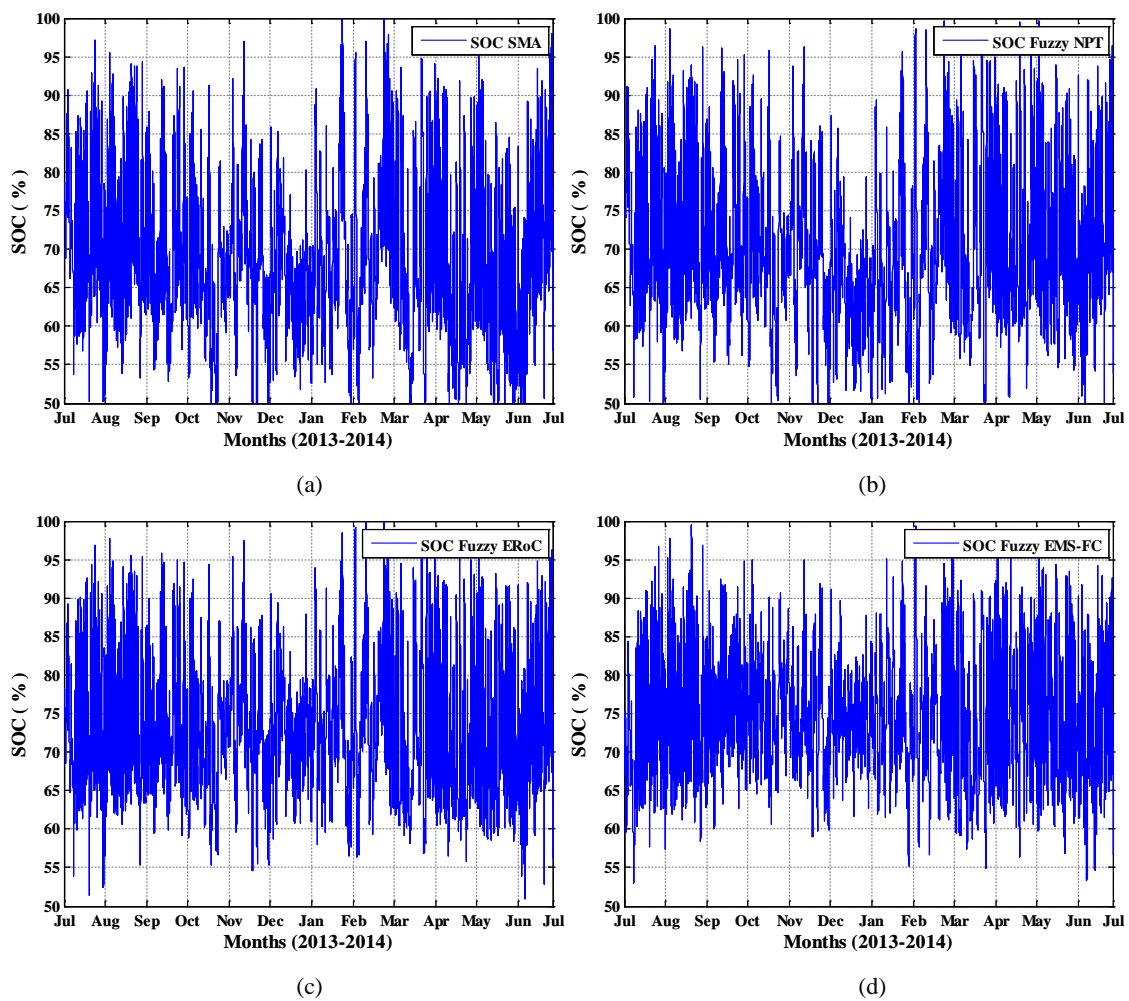 SOC SMA
100
95
90
85
80
75
70
65
60
55
50
SOC ( % )
Jul Aug Sep Oct Nov Dec Jan Feb Mar Apr May Jun Jul
Months (2013-2014)
(a)
SOC Fuzzy NPT
100
95
90
85
80
75
70
65
60
55
50
SOC ( % )
Jul Aug Sep Oct Nov Dec Jan Feb Mar Apr May Jun Jul
Months (2013-2014)
(b)
SOC Fuzzy ERoC
100
95
90
85
80
75
70
65
60
55
50
SOC ( % )
Jul Aug Sep Oct Nov Dec Jan Feb Mar Apr May Jun Jul
Months (2013-2014)
(c)
SOC Fuzzy EMS-FC
100
95
90
85
80
75
70
65
60
55
50
SOC ( % )
Jul Aug Sep Oct Nov Dec Jan Feb Mar Apr May Jun Jul
Months (2013-2014)
(d)